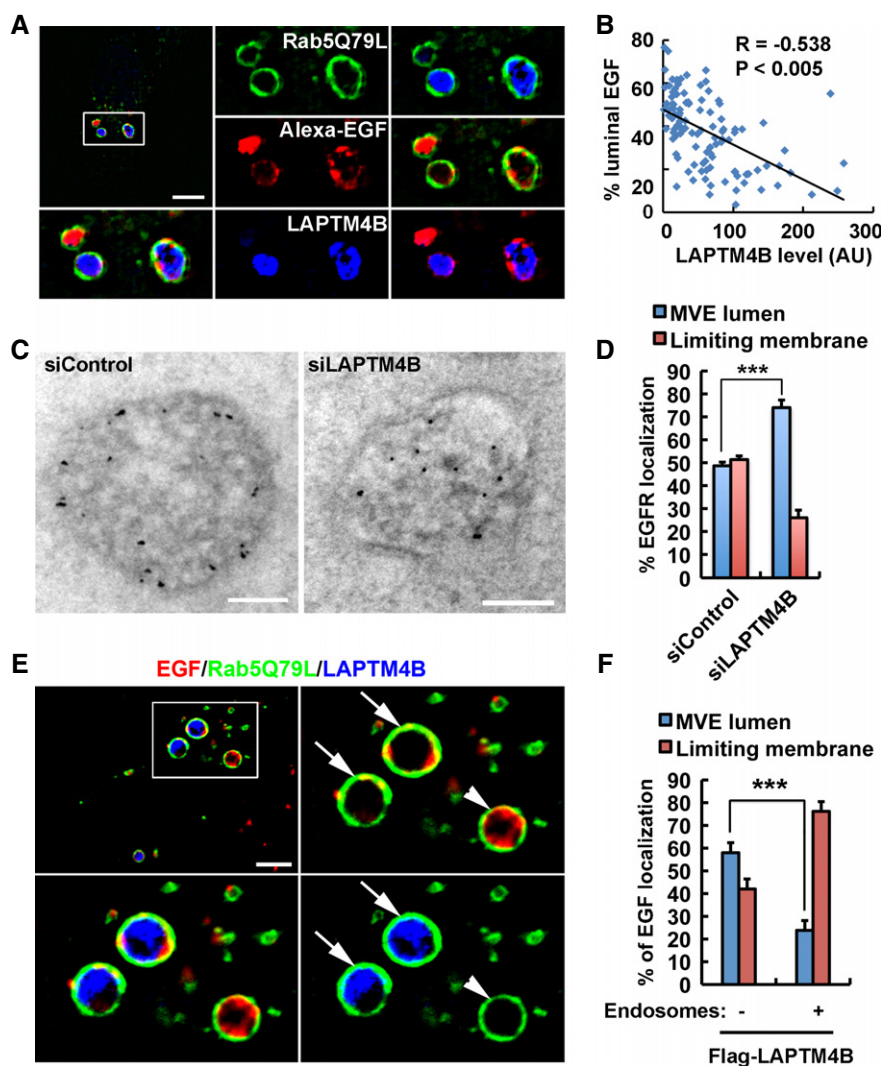 A
Rab5Q79L
Alexa-EGF
LAPTM4B
B
R = -0.538
P < 0.005
% luminal EGF
80
60
40
20
0
0
100
200
300
LAPTM4B level (AU)
C
siControl
siLAPTM4B
D
MVE lumen
Limiting membrane
***
% EGFR localization
90
80
70
60
50
40
30
20
10
0
siControl
siLAPTM4B
E
EGF/Rab5Q79L/LAPTM4B
F
MVE lumen
Limiting membrane
***
% of EGF localization
90
80
70
60
50
40
30
20
10
0
Endosomes: - +
Flag-LAPTM4B